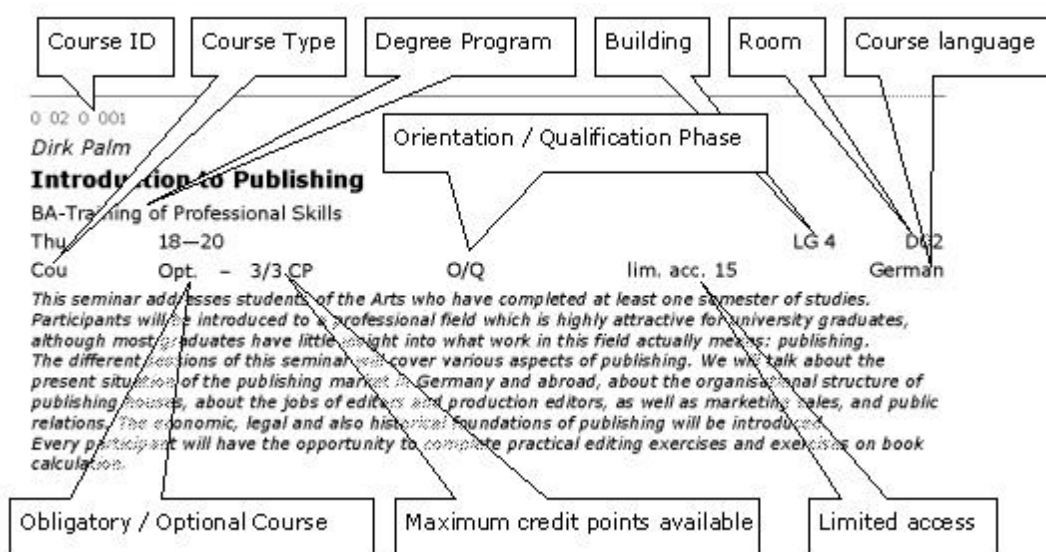 Course ID Course Type Degree Program Building Room Course language
0 02 0 001
Dirk Palm
Orientation / Qualification Phase
Introduction to Publishing
BA-Training of Professional Skills
Thu 18—20 LG 4 DG2
Cou Opt. – 3/3 CP O/Q lim. acc. 15 German
This seminar addresses students of the Arts who have completed at least one semester of studies.
Participants will be introduced to a professional field which is highly attractive for university graduates,
although most graduates have little insight into what work in this field actually means: publishing.
The different sessions of this seminar will cover various aspects of publishing. We will talk about the
present situation of the publishing market in Germany and abroad, about the organisational structure of
publishing houses, about the jobs of editors and production editors, as well as marketing, sales, and public
relations. The economic, legal and also historical foundations of publishing will be introduced.
Every participant will have the opportunity to complete practical editing exercises and exercises on book
calculation.
Obligatory / Optional Course Maximum credit points available Limited access